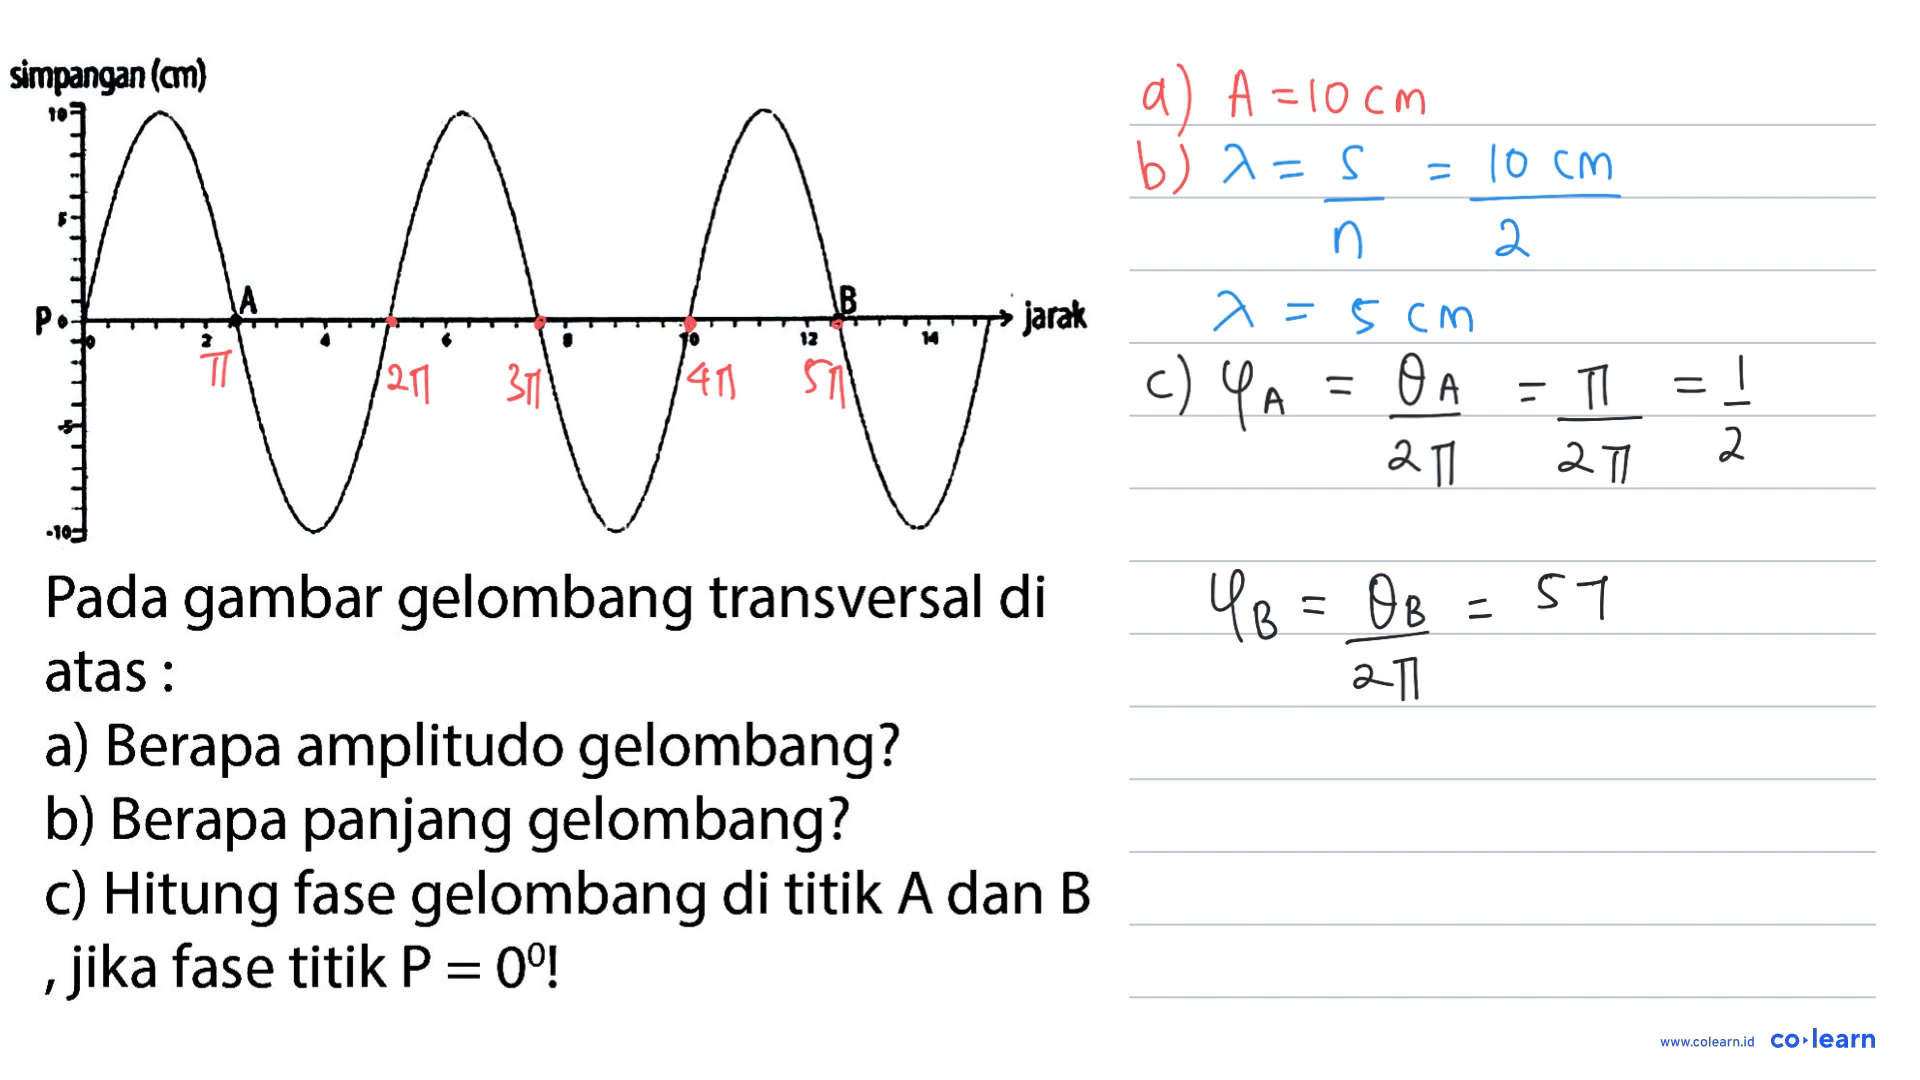 simpangan (cm)
10
5
P 0
-5
-10
A
B
jarak
0 2 4 6 8 10 12 14
π 2π 3π 4π 5π
Pada gambar gelombang transversal di
atas :
a) Berapa amplitudo gelombang?
b) Berapa panjang gelombang?
c) Hitung fase gelombang di titik A dan B
, jika fase titik P = 0⁰!
a) A = 10 cm
b) λ = s/n = 10 cm/2
λ = 5 cm
c) φA = θA/2π = π/2π = 1/2
φB = θB/2π = 5
www.colearn.id co·learn